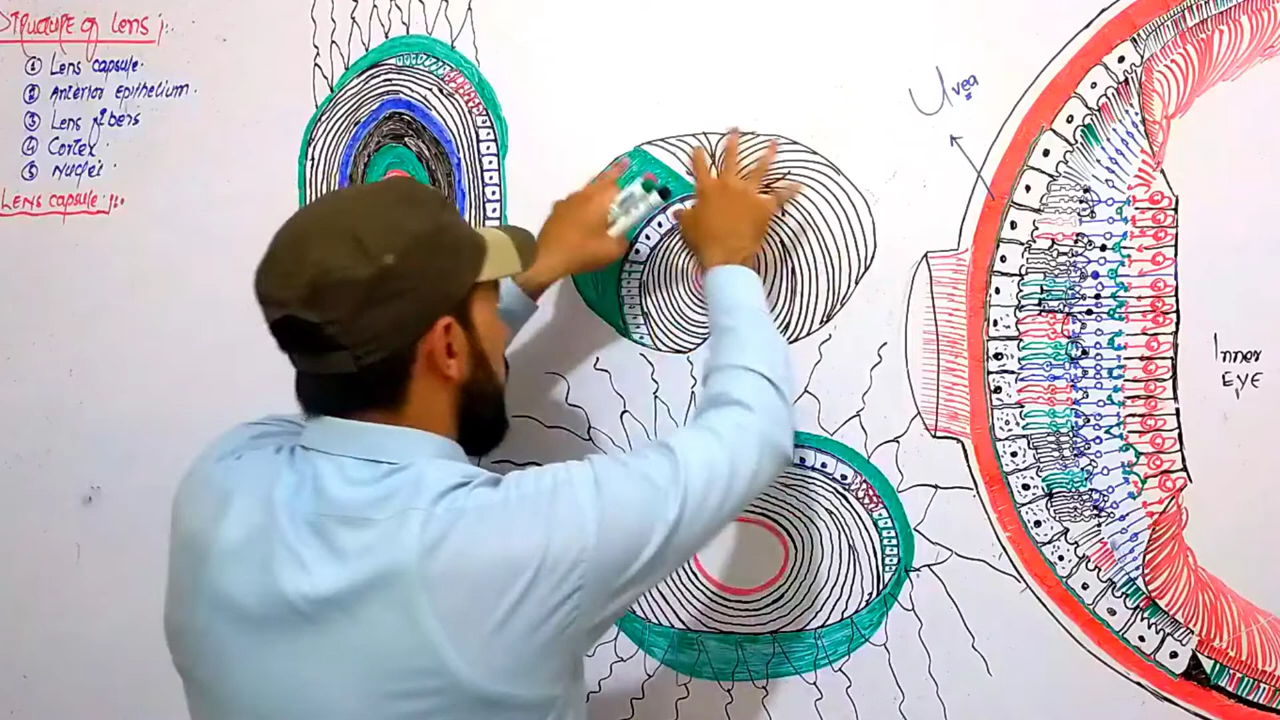 Structure of Lens :-
① Lens capsule.
② Anterior epithelium.
③ Lens fibers
④ Cortex
⑤ Nuclei.
Lens capsule :-
Uvea
Inner
Eye